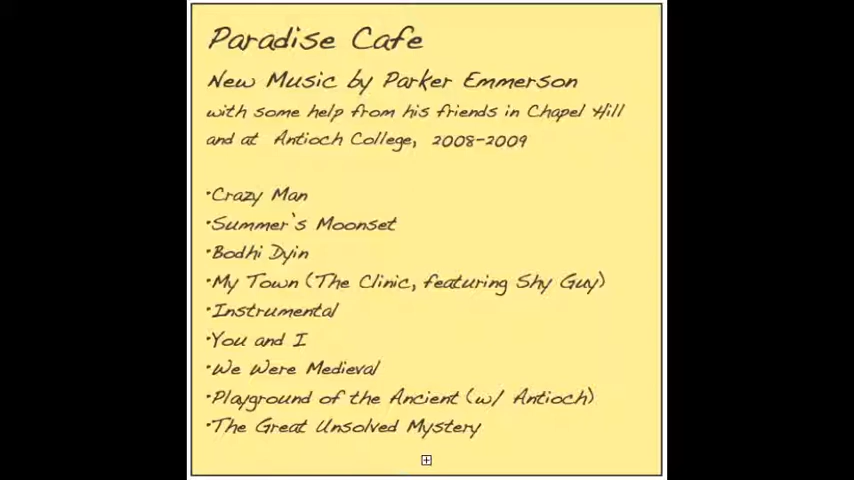 Paradise Cafe
New Music by Parker Emmerson
with some help from his friends in Chapel Hill
and at Antioch College, 2008-2009
•Crazy Man
•Summer's Moonset
•Bodhi Dyin
•My Town (The Clinic, featuring Shy Guy)
•Instrumental
•You and I
•We Were Medieval
•Playground of the Ancient (w/ Antioch)
•The Great Unsolved Mystery